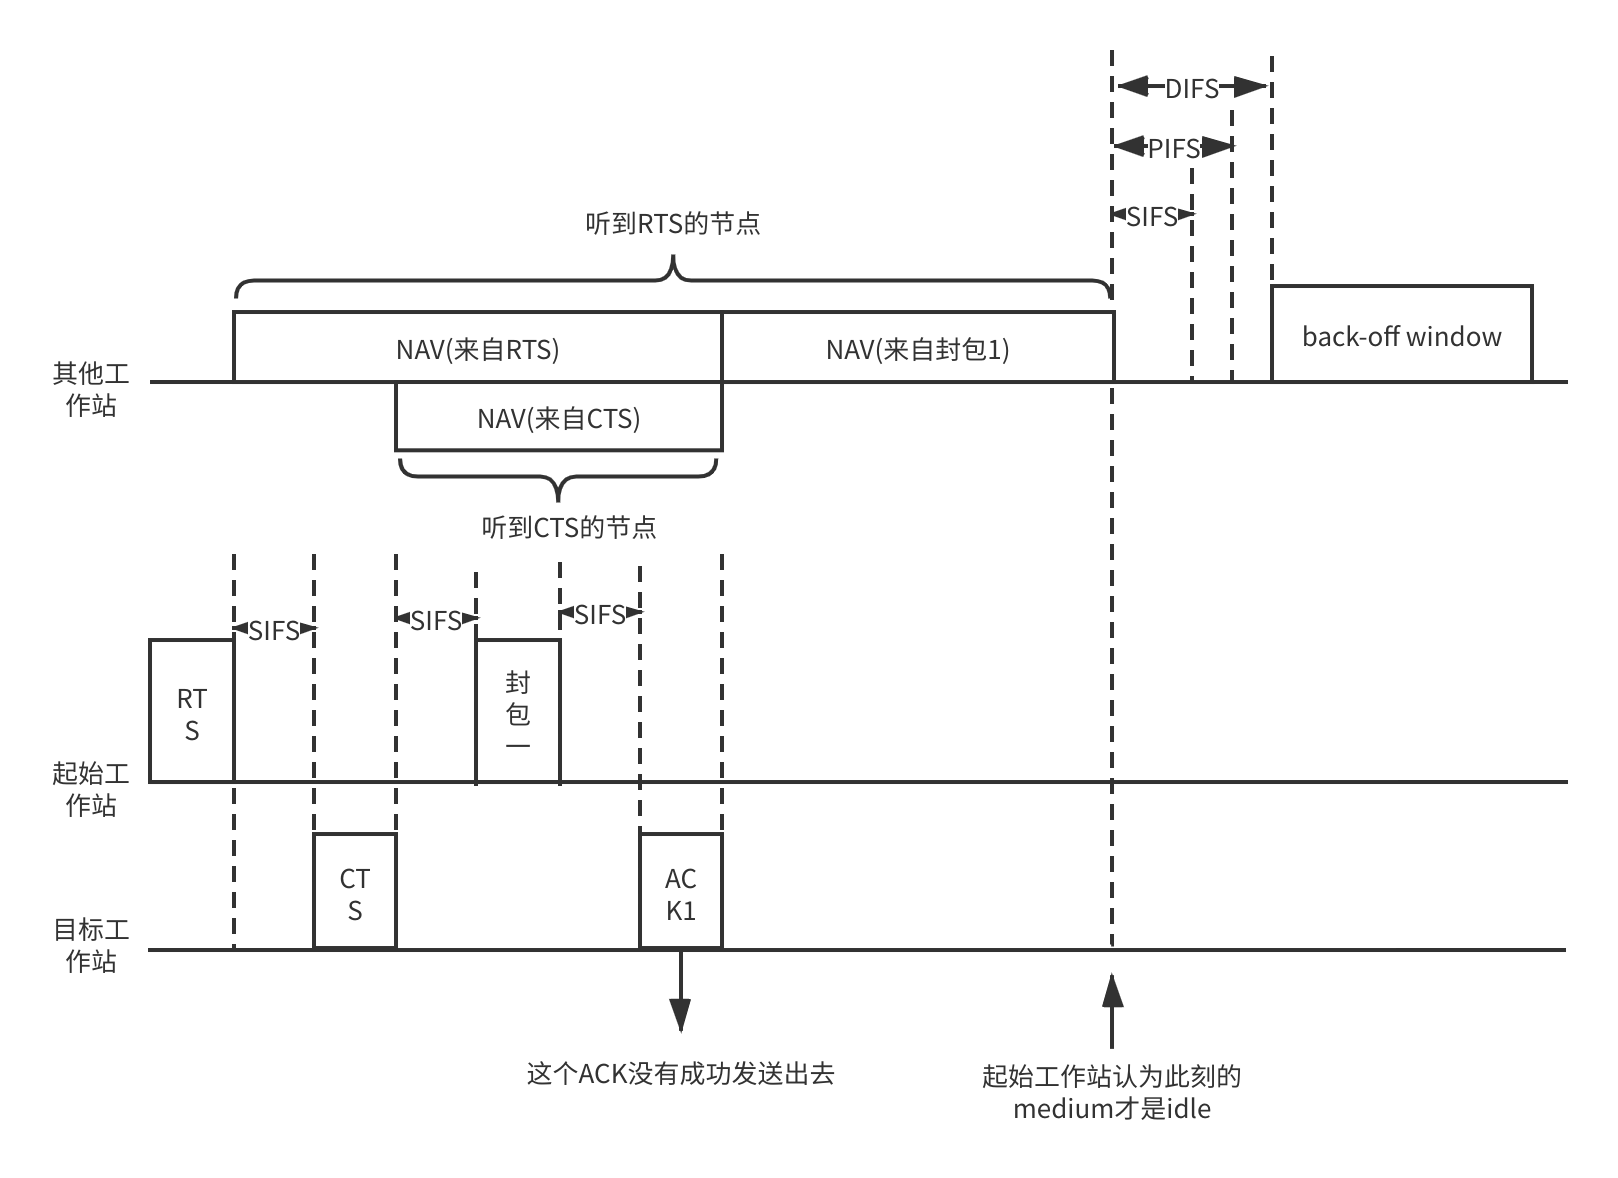 DIFS
PIFS
SIFS
听到RTS的节点
NAV(来自RTS)
NAV(来自封包1)
back-off window
其他工
作站
NAV(来自CTS)
听到CTS的节点
SIFS
SIFS
SIFS
RT
S
封
包
一
起始工
作站
CT
S
AC
K1
目标工
作站
这个ACK没有成功发送出去
起始工作站认为此刻的
medium才是idle